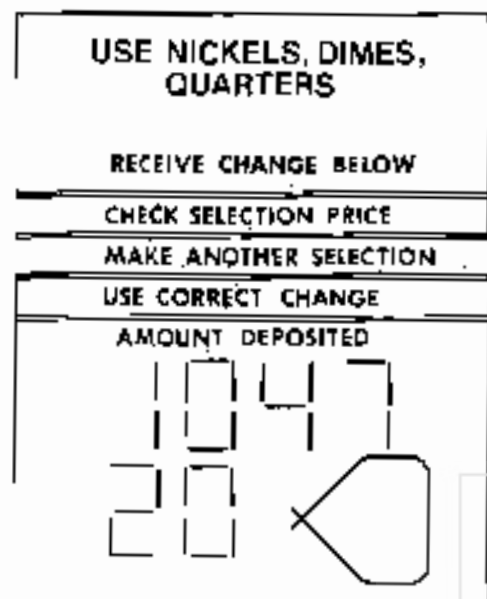 USE NICKELS, DIMES,
QUARTERS
RECEIVE CHANGE BELOW
CHECK SELECTION PRICE
MAKE ANOTHER SELECTION
USE CORRECT CHANGE
AMOUNT DEPOSITED
1047
20